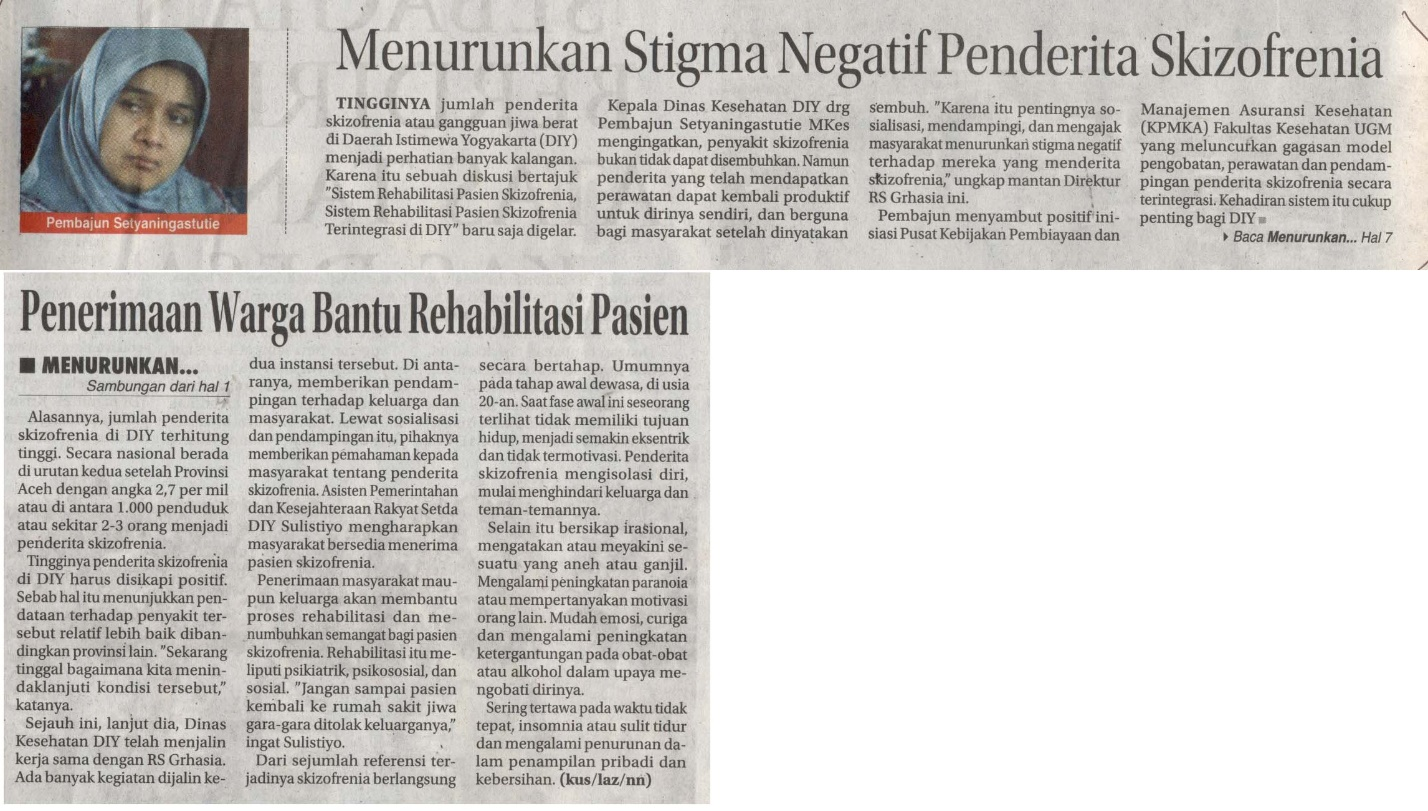 Menurunkan Stigma Negatif Penderita Skizofrenia
Pembajun Setyaningastutie
TINGGINYA jumlah penderita
skizofrenia atau gangguan jiwa berat
di Daerah Istimewa Yogyakarta (DIY)
menjadi perhatian banyak kalangan.
Karena itu sebuah diskusi bertajuk
"Sistem Rehabilitasi Pasien Skizofrenia,
Sistem Rehabilitasi Pasien Skizofrenia
Terintegrasi di DIY" baru saja digelar.
Kepala Dinas Kesehatan DIY drg
Pembajun Setyaningastutie MKes
mengingatkan, penyakit skizofrenia
bukan tidak dapat disembuhkan. Namun
penderita yang telah mendapatkan
perawatan dapat kembali produktif
untuk dirinya sendiri, dan berguna
bagi masyarakat setelah dinyatakan
sembuh. "Karena itu pentingnya so-
sialisasi, mendampingi, dan mengajak
masyarakat menurunkan stigma negatif
terhadap mereka yang menderita
skizofrenia," ungkap mantan Direktur
RS Grhasia ini.
Pembajun menyambut positif ini-
siasi Pusat Kebijakan Pembiayaan dan
Manajemen Asuransi Kesehatan
(KPMKA) Fakultas Kesehatan UGM
yang meluncurkan gagasan model
pengobatan, perawatan dan pendam-
pingan penderita skizofrenia secara
terintegrasi. Kehadiran sistem itu cukup
penting bagi DIY
Baca Menurunkan... Hal 7
Penerimaan Warga Bantu Rehabilitasi Pasien
MENURUNKAN...
Sambungan dari hal 1
Alasannya, jumlah penderita
skizofrenia di DIY terhitung
tinggi. Secara nasional berada
di urutan kedua setelah Provinsi
Aceh dengan angka 2,7 per mil
atau di antara 1.000 penduduk
atau sekitar 2-3 orang menjadi
penderita skizofrenia.
Tingginya penderita skizofrenia
di DIY harus disikapi positif.
Sebab hal itu menunjukkan pen-
dataan terhadap penyakit ter-
sebut relatif lebih baik diban-
dingkan provinsi lain. "Sekarang
tinggal bagaimana kita menin-
daklanjuti kondisi tersebut,"
katanya.
Sejauh ini, lanjut dia, Dinas
Kesehatan DIY telah menjalin
kerja sama dengan RS Grhasia.
Ada banyak kegiatan dijalin ke-
dua instansi tersebut. Di anta-
ranya, memberikan pendam-
pingan terhadap keluarga dan
masyarakat. Lewat sosialisasi
dan pendampingan itu, pihaknya
memberikan pemahaman kepada
masyarakat tentang penderita
skizofrenia. Asisten Pemerintahan
dan Kesejahteraan Rakyat Setda
DIY Sulistiyo mengharapkan
masyarakat bersedia menerima
pasien skizofrenia.
Penerimaan masyarakat mau-
pun keluarga akan membantu
proses rehabilitasi dan me-
numbuhkan semangat bagi pasien
skizofrenia. Rehabilitasi itu me-
liputi psikiatrik, psikososial, dan
sosial. "Jangan sampai pasien
kembali ke rumah sakit jiwa
gara-gara ditolak keluarganya,"
ingat Sulistiyo.
Dari sejumlah referensi ter-
jadinya skizofrenia berlangsung
secara bertahap. Umumnya
pada tahap awal dewasa, di usia
20-an. Saat fase awal ini seseorang
terlihat tidak memiliki tujuan
hidup, menjadi semakin eksentrik
dan tidak termotivasi. Penderita
skizofrenia mengisolasi diri,
mulai menghindari keluarga dan
teman-temannya.
Selain itu bersikap irasional,
mengatakan atau meyakini se-
suatu yang aneh atau ganjil.
Mengalami peningkatan paranoia
atau mempertanyakan motivasi
orang lain. Mudah emosi, curiga
dan mengalami peningkatan
ketergantungan pada obat-obat
atau alkohol dalam upaya me-
ngobati dirinya.
Sering tertawa pada waktu tidak
tepat, insomnia atau sulit tidur
dan mengalami penurunan da-
lam penampilan pribadi dan
kebersihan. (kus/laz/nn)